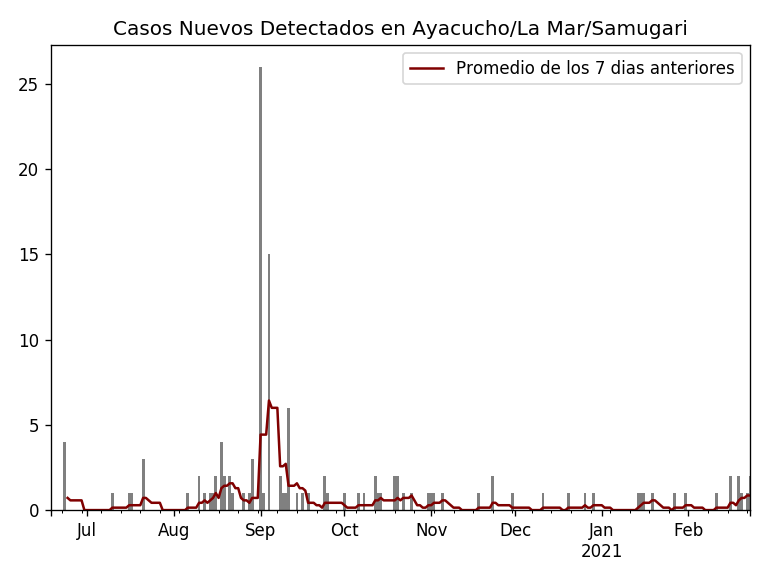 Casos Nuevos Detectados en Ayacucho/La Mar/Samugari
Promedio de los 7 dias anteriores
25
20
15
10
5
0
Jul Aug Sep Oct Nov Dec Jan Feb
2021